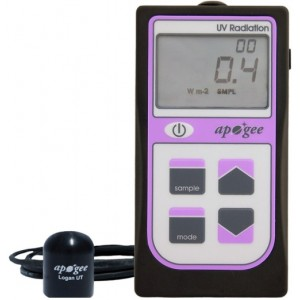 UV Radiation
00
0.4
W m-2 SMPL
apogee
sample
mode
apogee
Logan UT